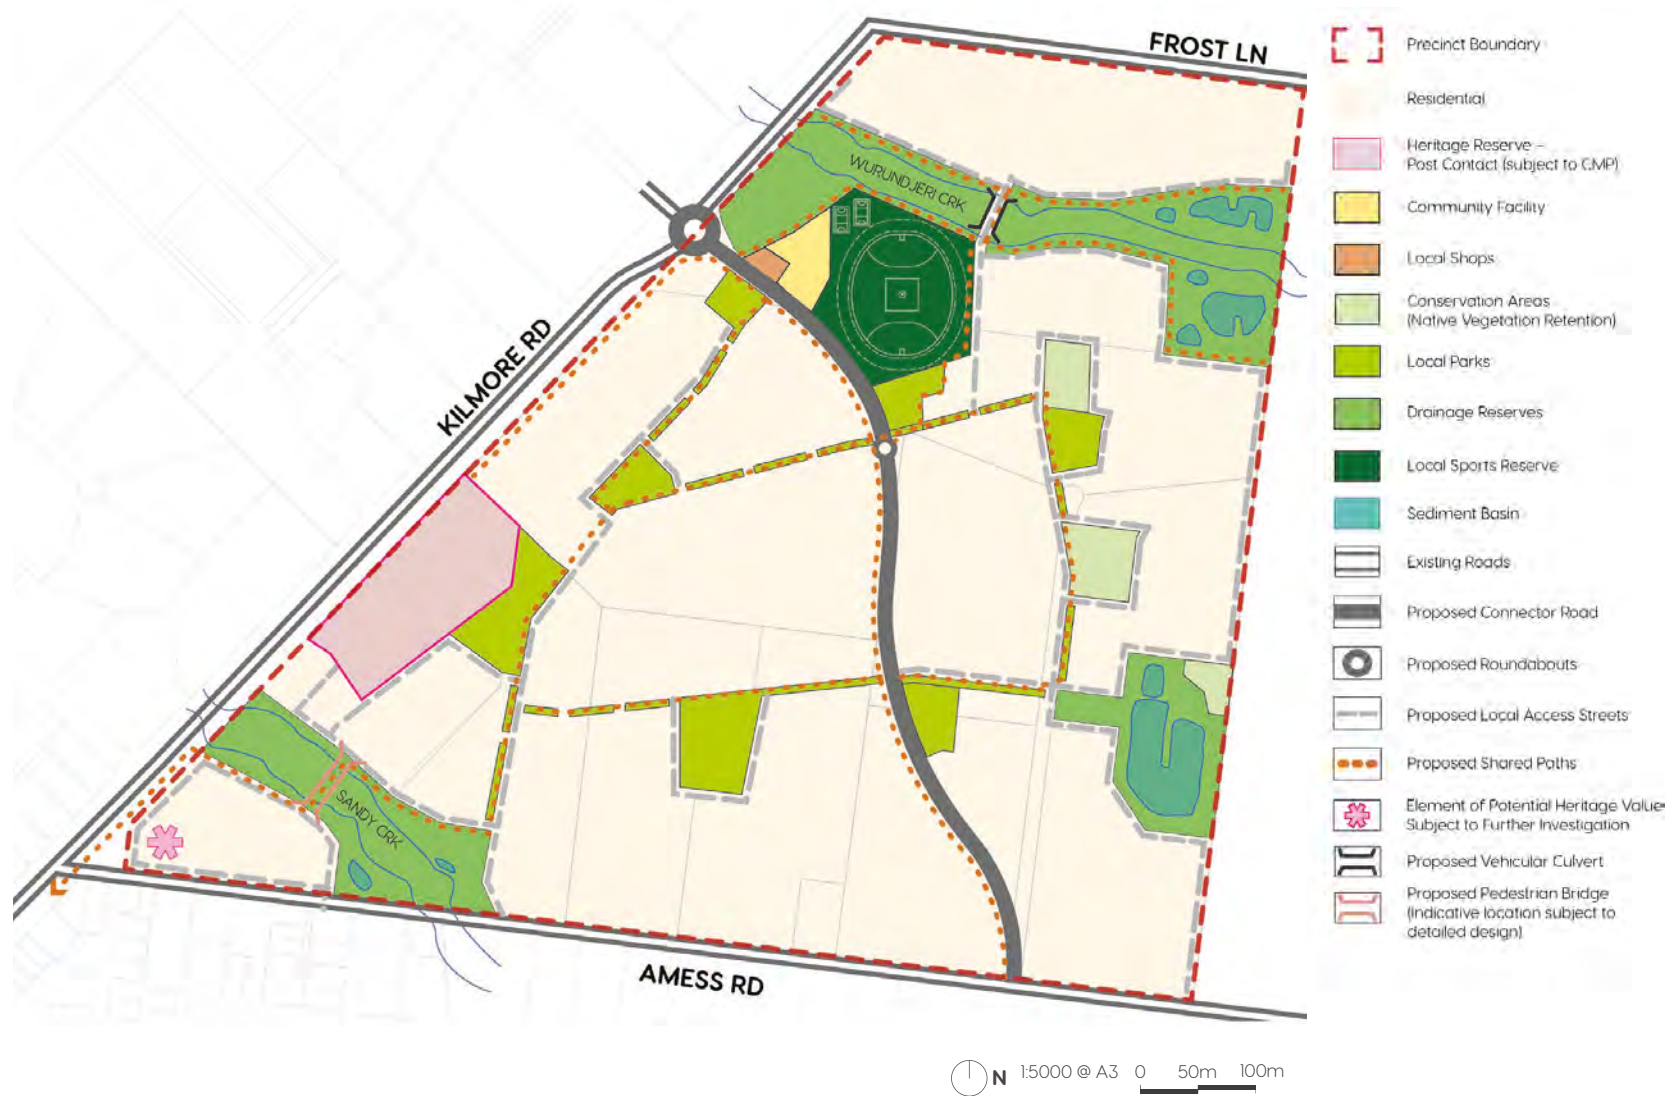 FROST LN
WURUNDJERI CRK
KILMORE RD
SANDY CRK
AMESS RD
Precinct Boundary
Residential
Heritage Reserve –
Post Contact (subject to CMP)
Community Facility
Local Shops
Conservation Areas
(Native Vegetation Retention)
Local Parks
Drainage Reserves
Local Sports Reserve
Sediment Basin
Existing Roads
Proposed Connector Road
Proposed Roundabouts
Proposed Local Access Streets
Proposed Shared Paths
Element of Potential Heritage Value
Subject to Further Investigation
Proposed Vehicular Culvert
Proposed Pedestrian Bridge
(Indicative location subject to
detailed design)
N 1:5000 @ A3 0 50m 100m